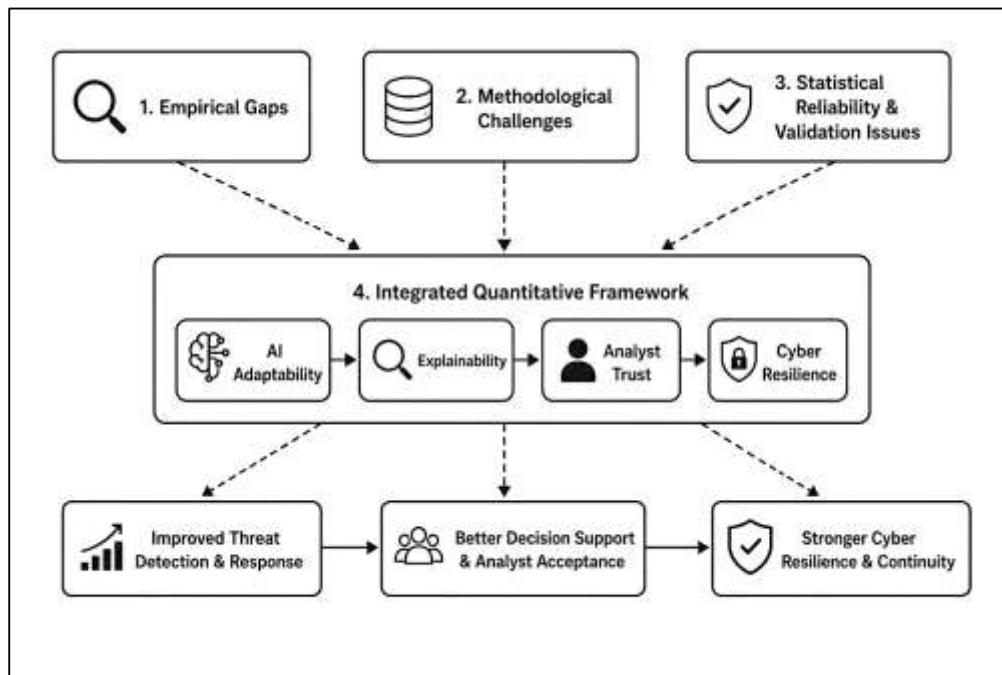 1. Empirical Gaps
2. Methodological
Challenges
3. Statistical
Reliability &
Validation Issues
4. Integrated Quantitative Framework
AI
Adaptability
Explainability
Analyst
Trust
Cyber
Resilience
Improved Threat
Detection & Response
Better Decision Support
& Analyst Acceptance
Stronger Cyber
Resilience & Continuity